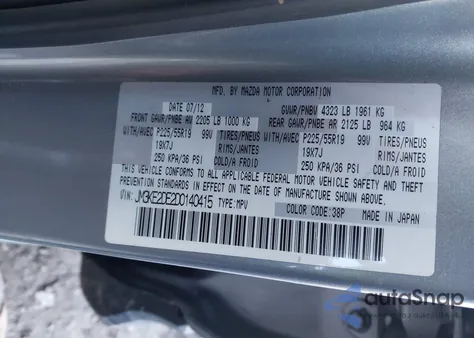 MFD. BY MAZDA MOTOR CORPORATION
DATE 07/12 GVWR/PNBV 4323 LB 1961 KG
FRONT GAWR/PNBE AV 2205 LB 1000 KG REAR GAWR/PNBE AR 2125 LB 964 KG
WITH/AVEC P225/55R19 99V TIRES/PNEUS WITH/AVEC P225/55R19 99V TIRES/PNEUS
19X7J RIMS/JANTES 19X7J RIMS/JANTES
250 KPA/36 PSI COLD/A FROID 250 KPA/36 PSI COLD/A FROID
THIS VEHICLE CONFORMS TO ALL APPLICABLE FEDERAL MOTOR VEHICLE SAFETY AND
THEFT PREVENTION STANDARDS IN EFFECT ON THE DATE OF MANUFACTURE SHOWN ABOVE.
VIN: JM3KE2DE2D0140415 TYPE:MPV COLOR CODE:38P MADE IN JAPAN
autoSnap